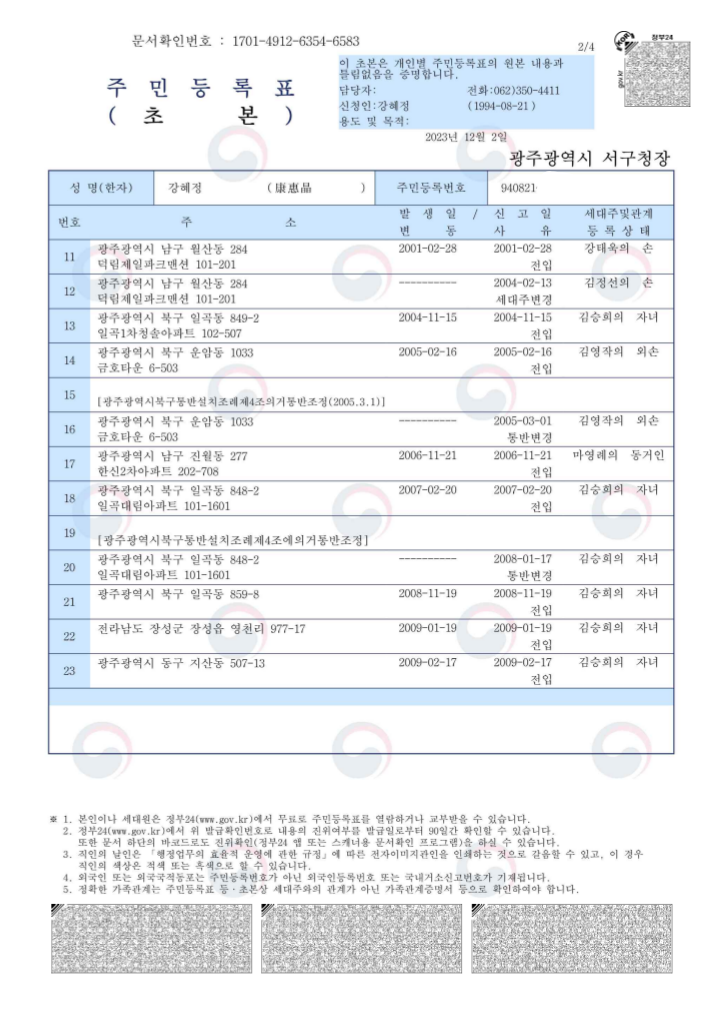 문서확인번호 : 1701-4912-6354-6583
2/4
정부24
주 민 등 록 표
( 초 본 )
이 초본은 개인별 주민등록표의 원본 내용과
틀림없음을 증명합니다.
담당자: 전화:062)350-4411
신청인:강혜정 (1994-08-21 )
용도 및 목적:
2023년 12월 2일
광주광역시 서구청장
성 명(한자) 강혜정 (康惠晶 ) 주민등록번호 940821
번호 주 소 발 생 일 / 신 고 일 세대주및관계
변 동 사 유 등 록 상 태
11 광주광역시 남구 월산동 284 2001-02-28 2001-02-28 강태욱의 손
덕림제일파크맨션 101-201 전입
12 광주광역시 남구 월산동 284 ---------- 2004-02-13 김정선의 손
덕림제일파크맨션 101-201 세대주변경
13 광주광역시 북구 일곡동 849-2 2004-11-15 2004-11-15 김승희의 자녀
일곡1차청솔아파트 102-507 전입
14 광주광역시 북구 운암동 1033 2005-02-16 2005-02-16 김영작의 외손
금호타운 6-503 전입
15
[광주광역시북구통반설치조례제4조의거통반조정(2005.3.1)]
16 광주광역시 북구 운암동 1033 ---------- 2005-03-01 김영작의 외손
금호타운 6-503 통반변경
17 광주광역시 남구 진월동 277 2006-11-21 2006-11-21 마영례의 동거인
한신2차아파트 202-708 전입
18 광주광역시 북구 일곡동 848-2 2007-02-20 2007-02-20 김승희의 자녀
일곡대림아파트 101-1601 전입
19
[광주광역시북구통반설치조례제4조에의거통반조정]
20 광주광역시 북구 일곡동 848-2 ---------- 2008-01-17 김승희의 자녀
일곡대림아파트 101-1601 통반변경
21 광주광역시 북구 일곡동 859-8 2008-11-19 2008-11-19 김승희의 자녀
전입
22 전라남도 장성군 장성읍 영천리 977-17 2009-01-19 2009-01-19 김승희의 자녀
전입
23 광주광역시 동구 지산동 507-13 2009-02-17 2009-02-17 김승희의 자녀
전입
※ 1. 본인이나 세대원은 정부24(www.gov.kr)에서 무료로 주민등록표를 열람하거나 교부받을 수 있습니다.
2. 정부24(www.gov.kr)에서 위 발급확인번호로 내용의 진위여부를 발급일로부터 90일간 확인할 수 있습니다.
또한 문서 하단의 바코드로도 진위확인(정부24 앱 또는 스캐너용 문서확인 프로그램)을 하실 수 있습니다.
3. 직인의 날인은 「행정업무의 효율적 운영에 관한 규정」에 따른 전자이미지관인을 인쇄하는 것으로 갈음할 수 있고, 이 경우
직인의 색상은 적색 또는 흑색으로 할 수 있습니다.
4. 외국인 또는 외국국적동포는 주민등록번호가 아닌 외국인등록번호 또는 국내거소신고번호가 기재됩니다.
5. 정확한 가족관계는 주민등록표 등·초본상 세대주와의 관계가 아닌 가족관계증명서 등으로 확인하여야 합니다.